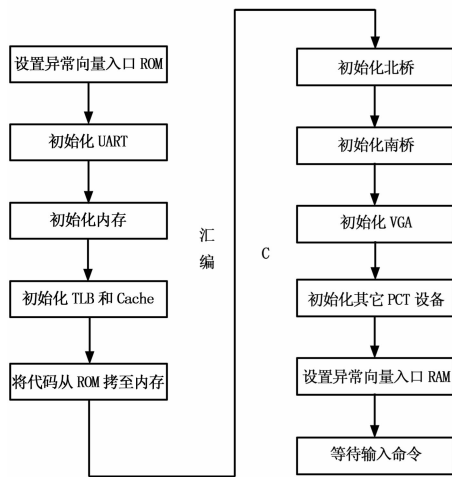 设置异常向量入口 ROM
初始化 UART
初始化内存
初始化 TLB 和 Cache
将代码从 ROM 拷至内存
汇
编
C
初始化北桥
初始化南桥
初始化 VGA
初始化其它 PCT 设备
设置异常向量入口 RAM
等待输入命令